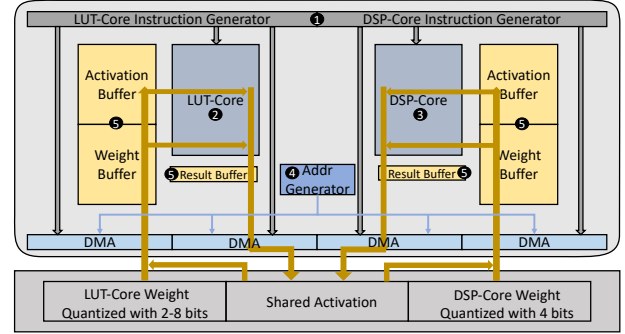 LUT-Core Instruction Generator ❶ DSP-Core Instruction Generator
Activation
Buffer
❺
Weight
Buffer
LUT-Core
❷
❺ Result Buffer
❹ Addr
Generator
DSP-Core
❸
Result Buffer ❺
Activation
Buffer
❺
Weight
Buffer
DMA DMA DMA DMA
LUT-Core Weight
Quantized with 2-8 bits
Shared Activation
DSP-Core Weight
Quantized with 4 bits